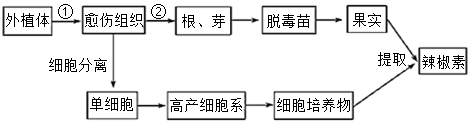 外植体 ① 愈伤组织 ② 根、芽 脱毒苗 果实
细胞分离 提取 辣椒素
单细胞 高产细胞系 细胞培养物